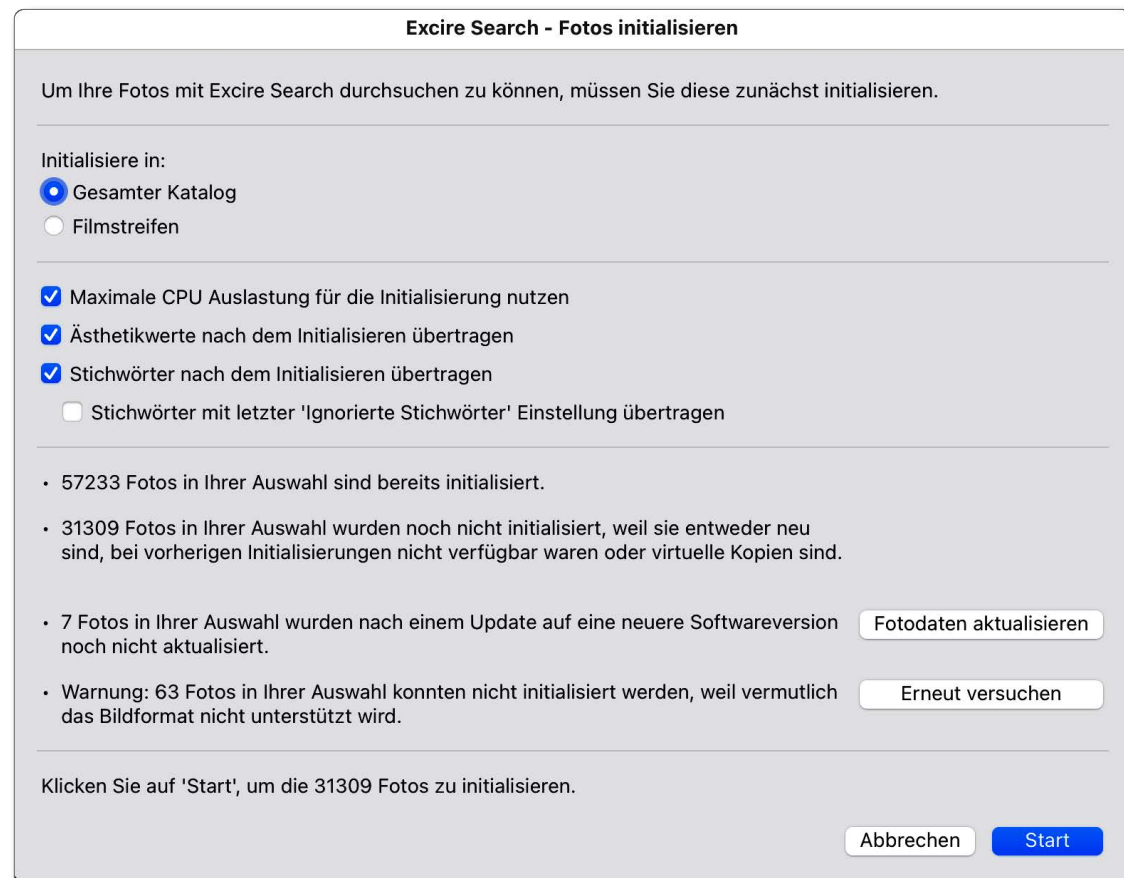 Excire Search - Fotos initialisieren
Um Ihre Fotos mit Excire Search durchsuchen zu können, müssen Sie diese zunächst initialisieren.
Initialisiere in:
Gesamter Katalog
Filmstreifen
Maximale CPU Auslastung für die Initialisierung nutzen
Ästhetikwerte nach dem Initialisieren übertragen
Stichwörter nach dem Initialisieren übertragen
Stichwörter mit letzter 'Ignorierte Stichwörter' Einstellung übertragen
• 57233 Fotos in Ihrer Auswahl sind bereits initialisiert.
• 31309 Fotos in Ihrer Auswahl wurden noch nicht initialisiert, weil sie entweder neu
sind, bei vorherigen Initialisierungen nicht verfügbar waren oder virtuelle Kopien sind.
• 7 Fotos in Ihrer Auswahl wurden nach einem Update auf eine neuere Softwareversion
noch nicht aktualisiert.
Fotodaten aktualisieren
• Warnung: 63 Fotos in Ihrer Auswahl konnten nicht initialisiert werden, weil vermutlich
das Bildformat nicht unterstützt wird.
Erneut versuchen
Klicken Sie auf 'Start', um die 31309 Fotos zu initialisieren.
Abbrechen
Start